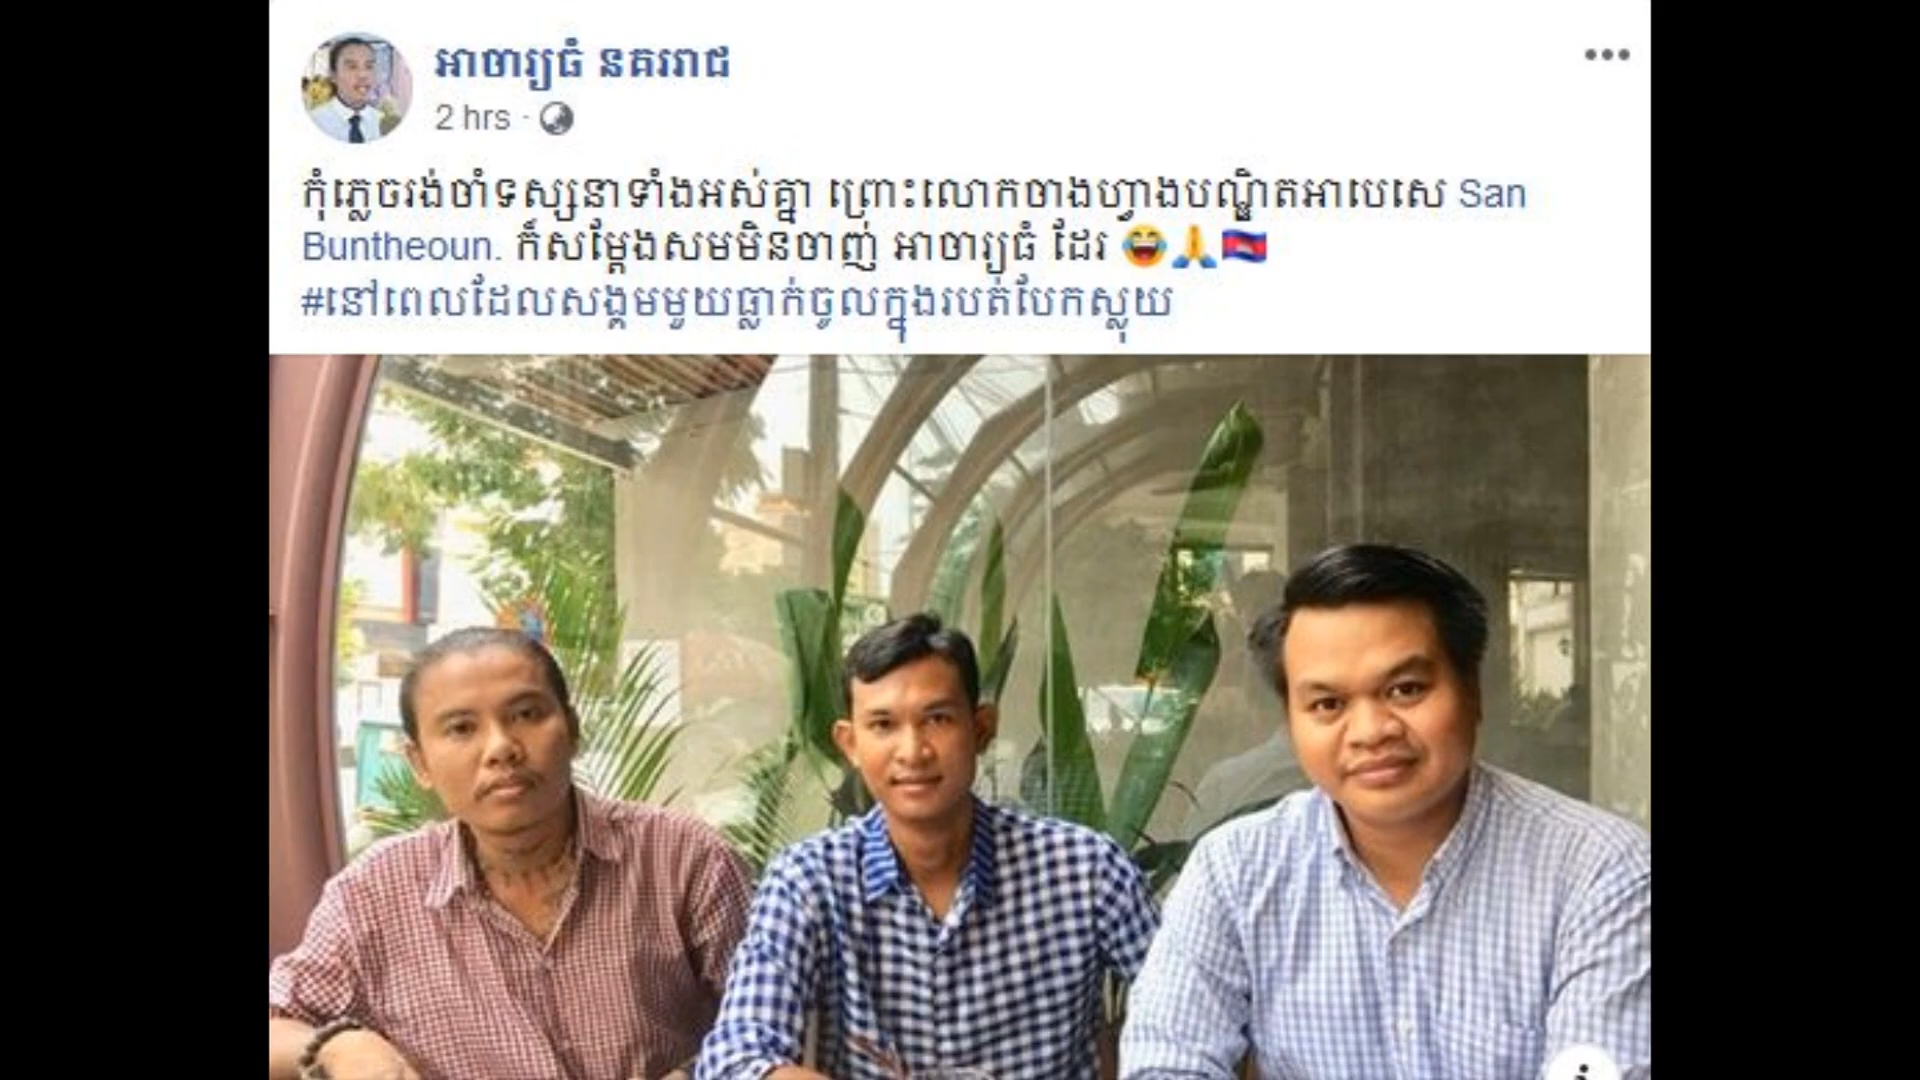 អាចារ្យធំ នគររាជ
2 hrs ·
កុំភ្លេចរង់ចាំទស្សនាទាំងអស់គ្នា ព្រោះលោកចាងហ្វាងបណ្ឌិតអាបេសេ San
Buntheoun. ក៏សម្ដែងសមមិនចាញ់ អាចារ្យធំ ដែរ 😂🙏🇰🇭
#នៅពេលដែលសង្គមមួយធ្លាក់ចូលក្នុងរបត់បែកស្លុយ